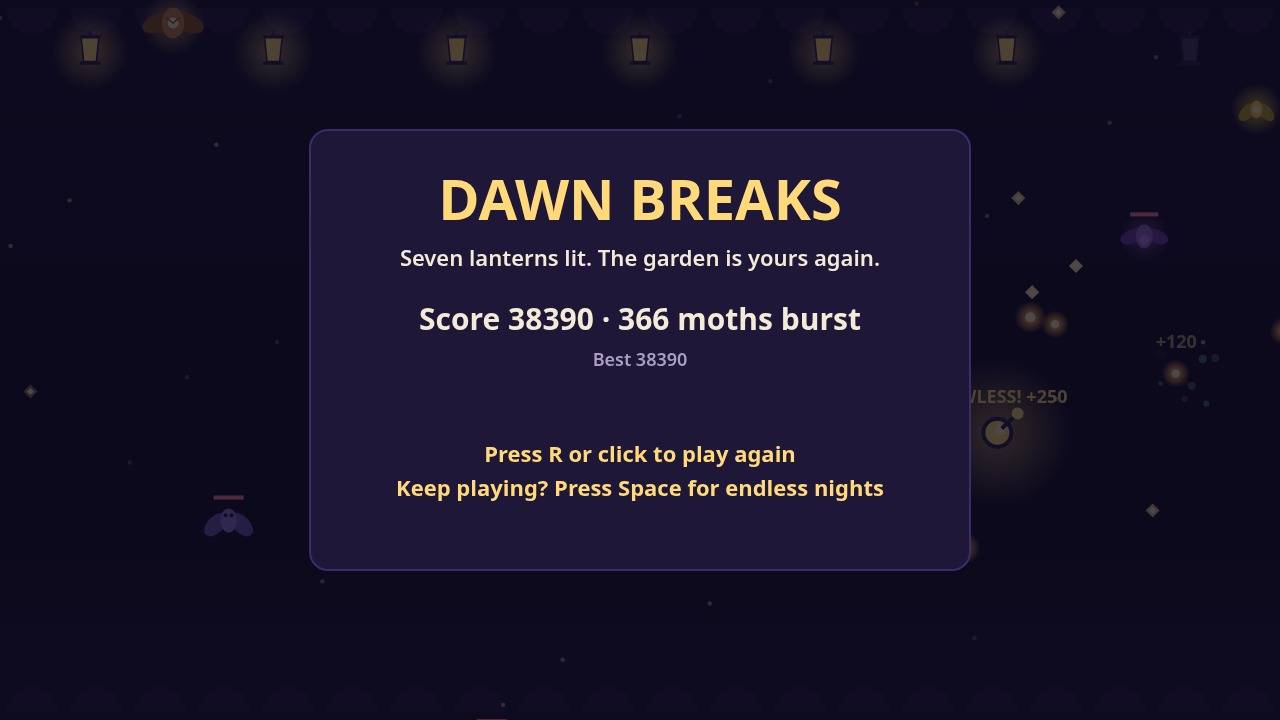 DAWN BREAKS
Seven lanterns lit. The garden is yours again.
Score 38390 · 366 moths burst
Best 38390
+120
+250
Press R or click to play again
Keep playing? Press Space for endless nights